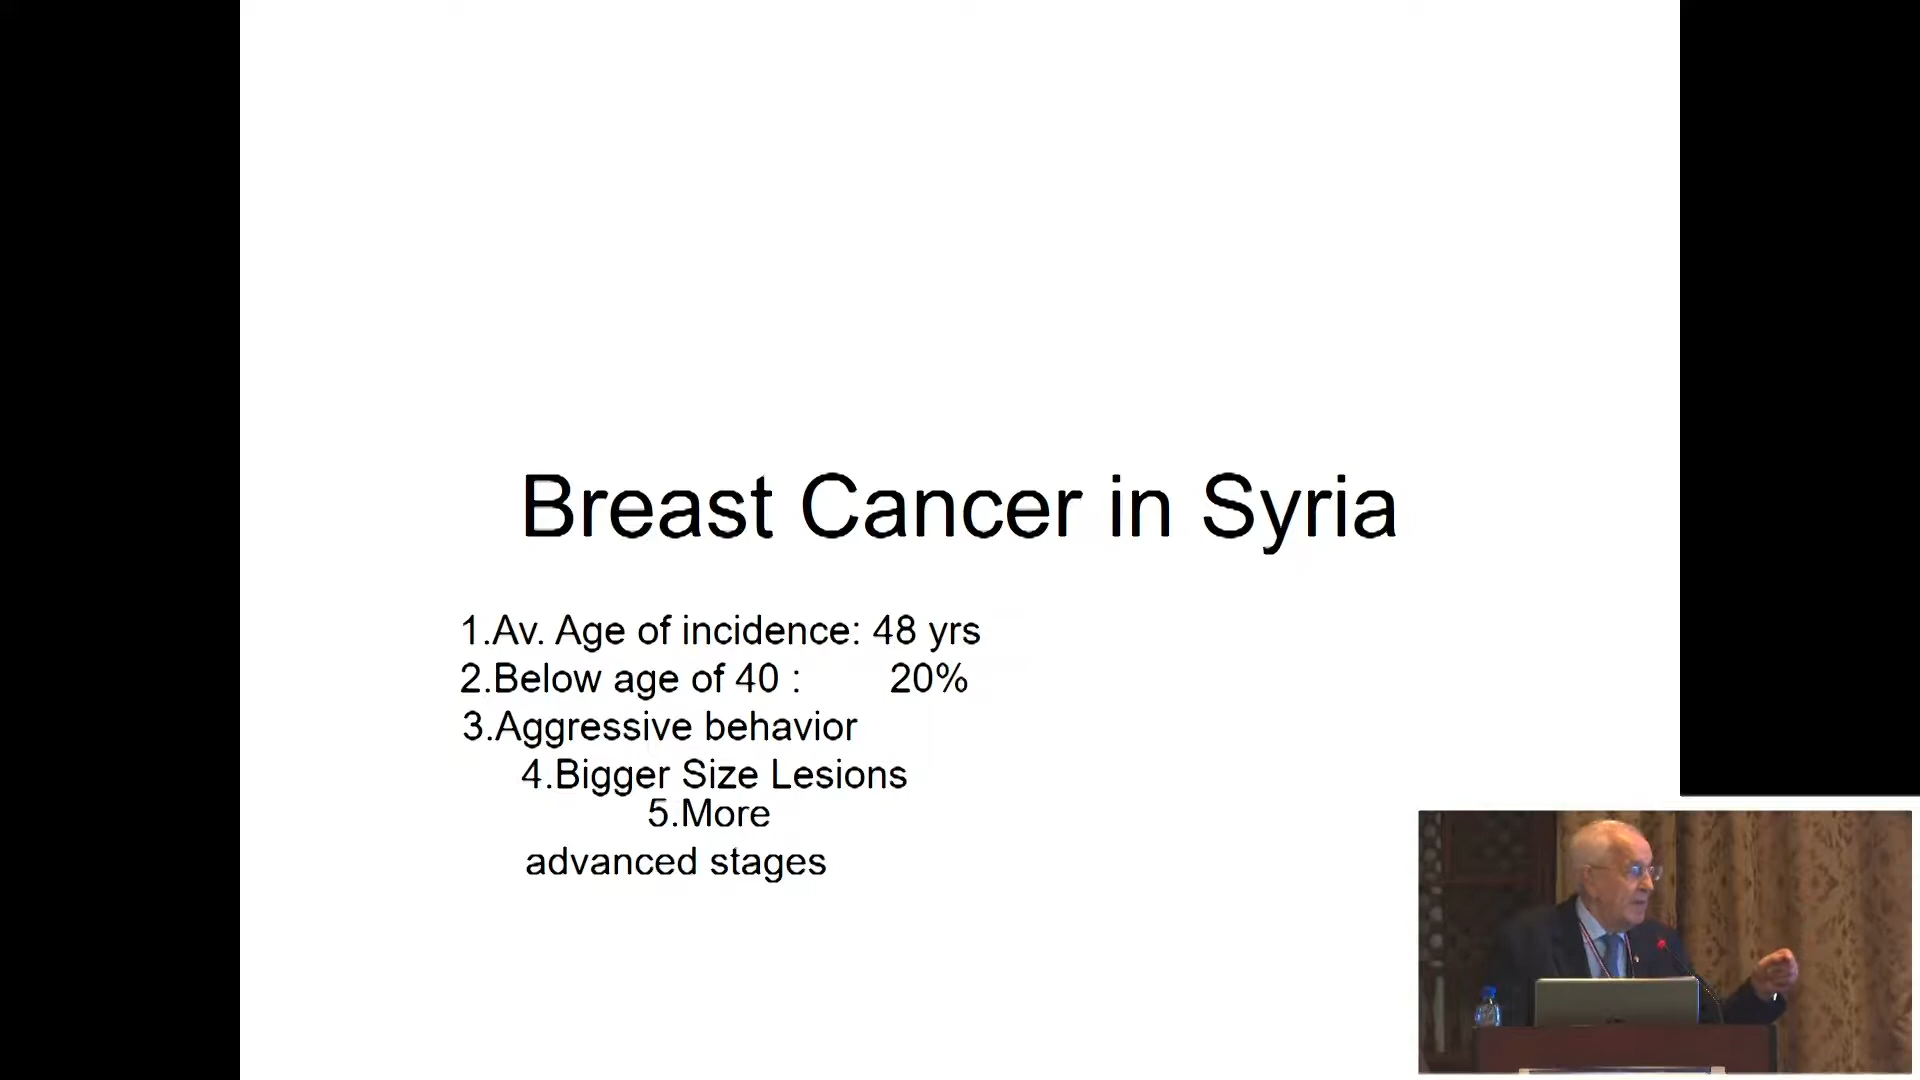 Breast Cancer in Syria
1.Av. Age of incidence: 48 yrs
2.Below age of 40 : 20%
3.Aggressive behavior
4.Bigger Size Lesions
5.More
advanced stages